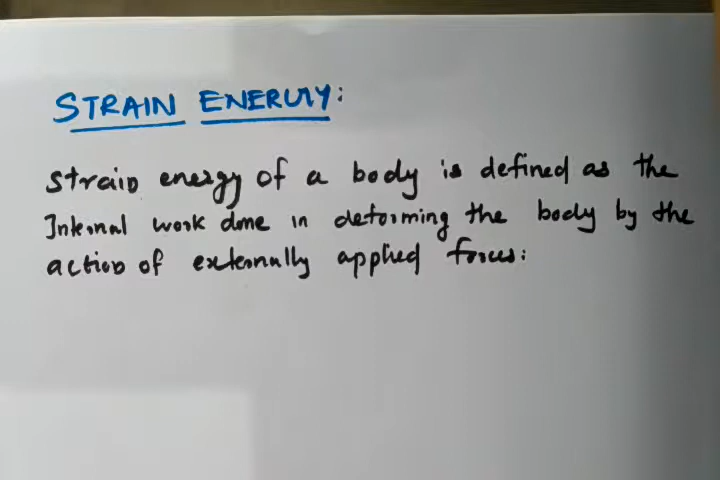 STRAIN ENERGY:
Strain energy of a body is defined as the
Internal work done in deforming the body by the
action of externally applied forces: